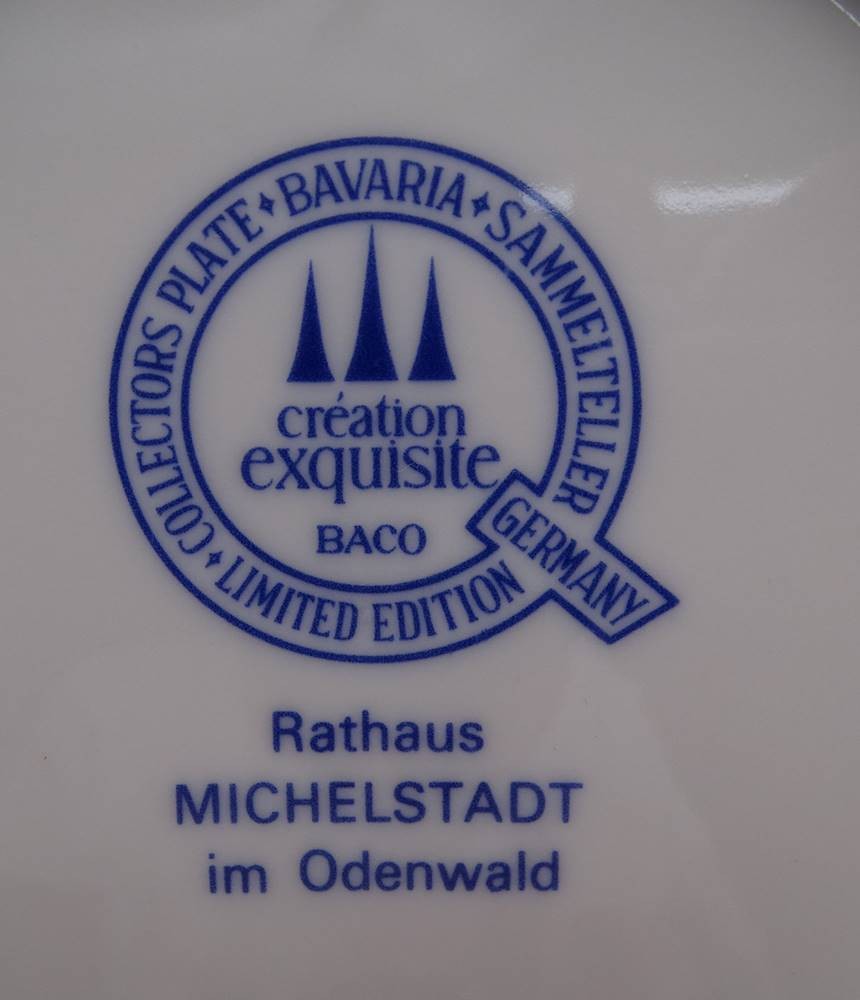 COLLECTORS PLATE ✦ BAVARIA ✦ SAMMELTELLER
création
exquisite
BACO
GERMANY
✦ LIMITED EDITION
Rathaus
MICHELSTADT
im Odenwald